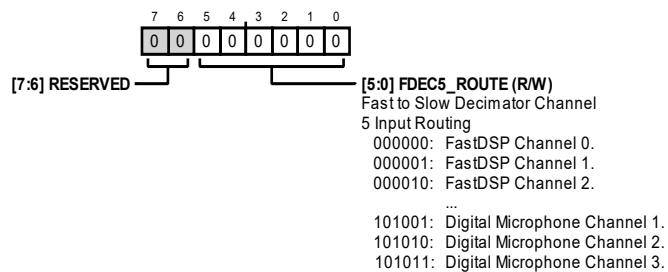 7 6 5 4 3 2 1 0
0 0 0 0 0 0 0 0
[7:6] RESERVED
[5:0] FDEC5_ROUTE (R/W)
Fast to Slow Decimator Channel
5 Input Routing
000000: FastDSP Channel 0.
000001: FastDSP Channel 1.
000010: FastDSP Channel 2.
...
101001: Digital Microphone Channel 1.
101010: Digital Microphone Channel 2.
101011: Digital Microphone Channel 3.